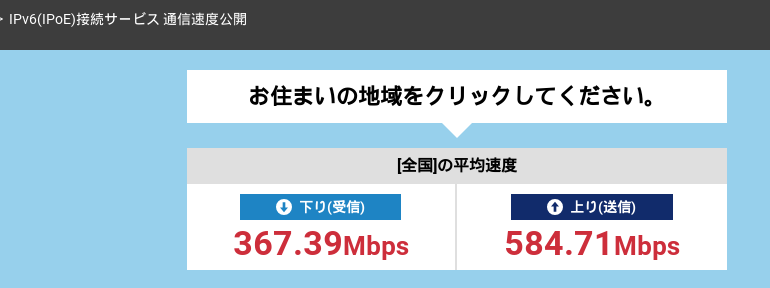 > IPv6(IPoE)接続サービス 通信速度公開
お住まいの地域をクリックしてください。
[全国]の平均速度
下り(受信)
上り(送信)
367.39Mbps
584.71Mbps